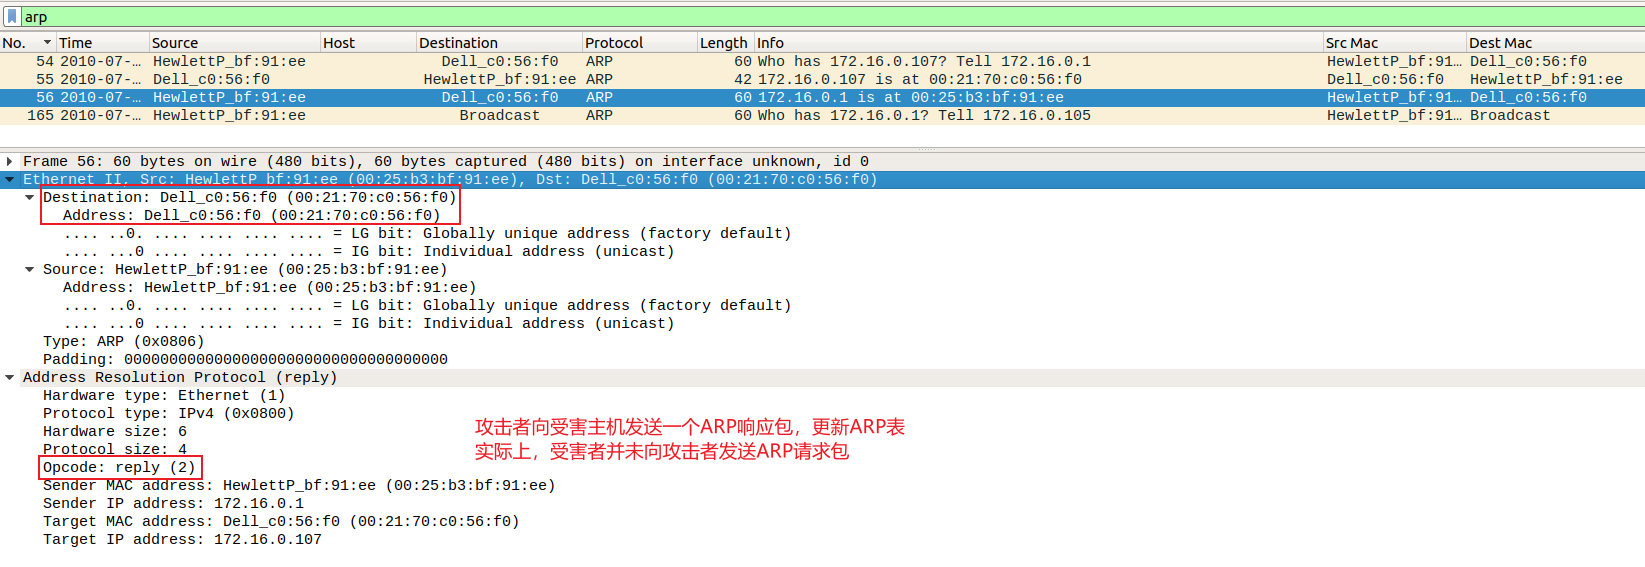 arp
No. Time Source Host Destination Protocol Length Info Src Mac Dest Mac
54 2010-07-… HewlettP_bf:91:ee Dell_c0:56:f0 ARP 60 Who has 172.16.0.107? Tell 172.16.0.1 HewlettP_bf:91… Dell_c0:56:f0
55 2010-07-… Dell_c0:56:f0 HewlettP_bf:91:ee ARP 42 172.16.0.107 is at 00:21:70:c0:56:f0 Dell_c0:56:f0 HewlettP_bf:91:ee
56 2010-07-… HewlettP_bf:91:ee Dell_c0:56:f0 ARP 60 172.16.0.1 is at 00:25:b3:bf:91:ee HewlettP_bf:91… Dell_c0:56:f0
165 2010-07-… HewlettP_bf:91:ee Broadcast ARP 60 Who has 172.16.0.1? Tell 172.16.0.105 HewlettP_bf:91… Broadcast
Frame 56: 60 bytes on wire (480 bits), 60 bytes captured (480 bits) on interface unknown, id 0
Ethernet II, Src: HewlettP_bf:91:ee (00:25:b3:bf:91:ee), Dst: Dell_c0:56:f0 (00:21:70:c0:56:f0)
Destination: Dell_c0:56:f0 (00:21:70:c0:56:f0)
Address: Dell_c0:56:f0 (00:21:70:c0:56:f0)
.... ..0. .... .... .... .... = LG bit: Globally unique address (factory default)
.... ...0 .... .... .... .... = IG bit: Individual address (unicast)
Source: HewlettP_bf:91:ee (00:25:b3:bf:91:ee)
Address: HewlettP_bf:91:ee (00:25:b3:bf:91:ee)
.... ..0. .... .... .... .... = LG bit: Globally unique address (factory default)
.... ...0 .... .... .... .... = IG bit: Individual address (unicast)
Type: ARP (0x0806)
Padding: 000000000000000000000000000000000000
Address Resolution Protocol (reply)
Hardware type: Ethernet (1)
Protocol type: IPv4 (0x0800)
Hardware size: 6
Protocol size: 4
Opcode: reply (2)
Sender MAC address: HewlettP_bf:91:ee (00:25:b3:bf:91:ee)
Sender IP address: 172.16.0.1
Target MAC address: Dell_c0:56:f0 (00:21:70:c0:56:f0)
Target IP address: 172.16.0.107
攻击者向受害主机发送一个ARP响应包，更新ARP表
实际上，受害者并未向攻击者发送ARP请求包